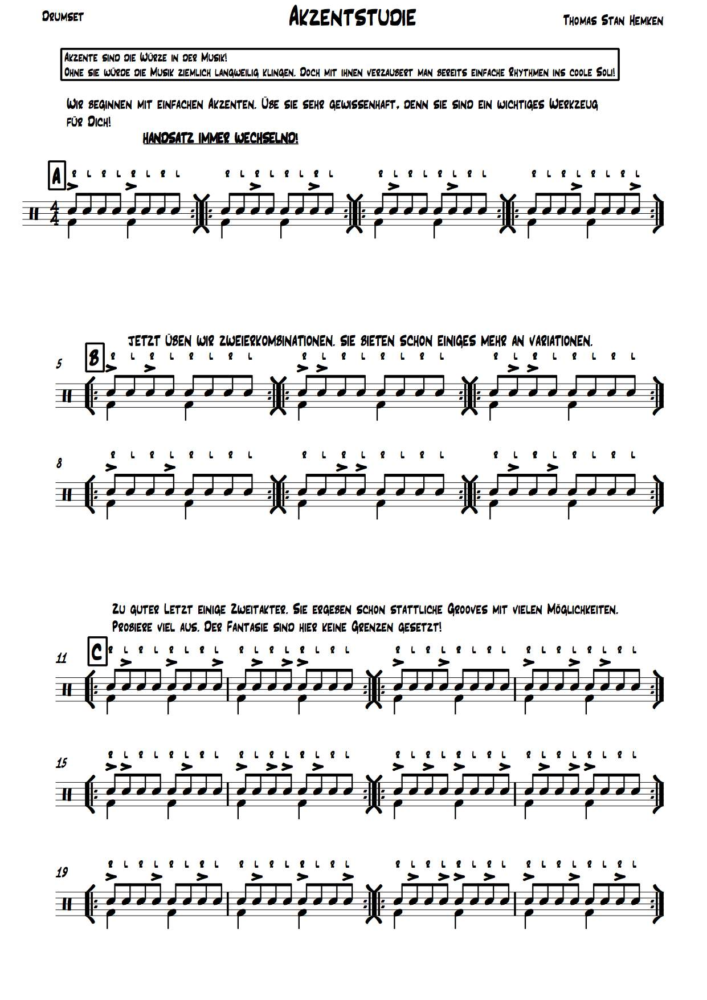 Drumset
Akzentstudie
Thomas Stan Hemken
Akzente sind die Würze in der Musik!
Ohne sie würde die Musik ziemlich langweilig klingen. Doch mit ihnen verzaubert man bereits einfache Rhythmen ins coole Soli!
Wir beginnen mit einfachen Akzenten. Übe sie sehr gewissenhaft, denn sie sind ein wichtiges Werkzeug
für Dich!
HANDSATZ IMMER WECHSELND!
A
R L R L R L R L R L R L R L R L R L R L R L R L R L R L R L R L
4
4
JETZT ÜBEN WIR ZWEIERKOMBINATIONEN. SIE BIETEN SCHON EINIGES MEHR AN VARIATIONEN.
5 B R L R L R L R L R L R L R L R L R L R L R L R L
8 R L R L R L R L R L R L R L R L R L R L R L R L
Zu guter Letzt einige Zweitakter. Sie ergeben schon stattliche Grooves mit vielen Möglichkeiten.
Probiere viel aus. Der Fantasie sind hier keine Grenzen gesetzt!
11 C R L R L R L R L R L R L R L R L R L R L R L R L R L R L R L R L
15 R L R L R L R L R L R L R L R L R L R L R L R L R L R L R L R L
19 R L R L R L R L R L R L R L R L R L R L R L R L R L R L R L R L